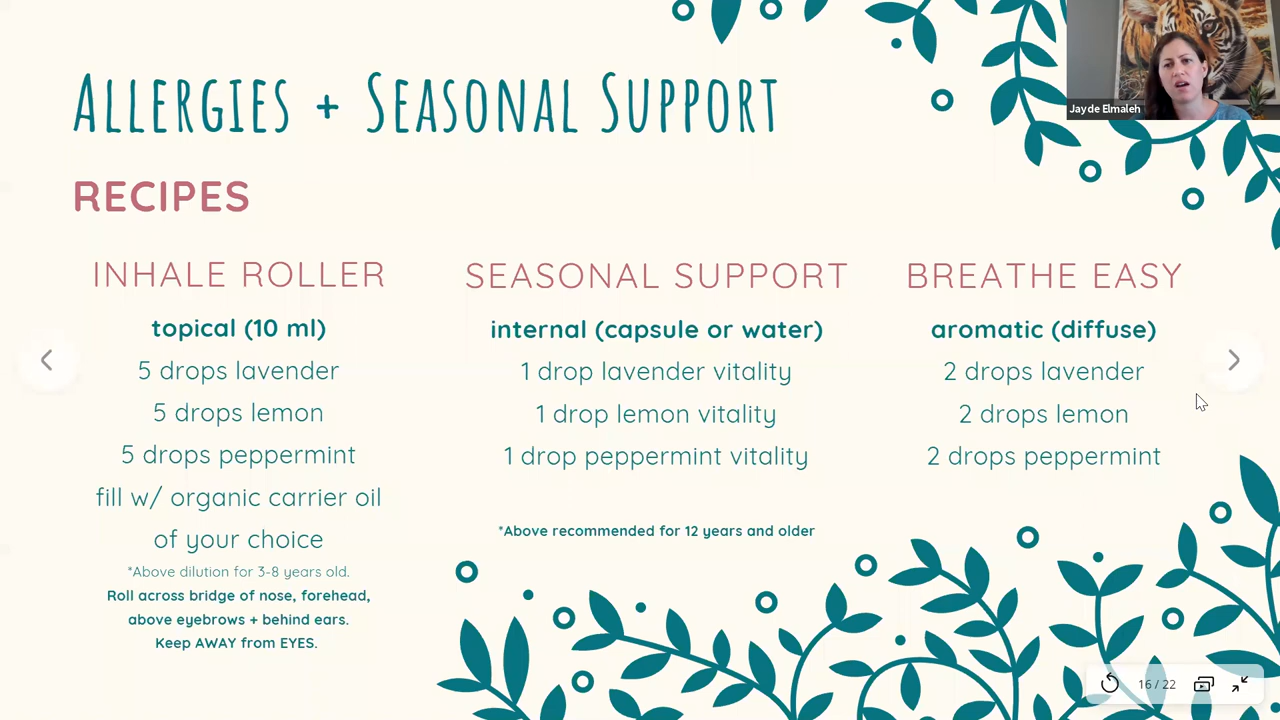 Jayde Elmaleh
ALLERGIES + SEASONAL SUPPORT
RECIPES
INHALE ROLLER
topical (10 ml)
5 drops lavender
5 drops lemon
5 drops peppermint
fill w/ organic carrier oil
of your choice
*Above dilution for 3-8 years old.
Roll across bridge of nose, forehead,
above eyebrows + behind ears.
Keep AWAY from EYES.
SEASONAL SUPPORT
internal (capsule or water)
1 drop lavender vitality
1 drop lemon vitality
1 drop peppermint vitality
*Above recommended for 12 years and older
BREATHE EASY
aromatic (diffuse)
2 drops lavender
2 drops lemon
2 drops peppermint
16 / 22